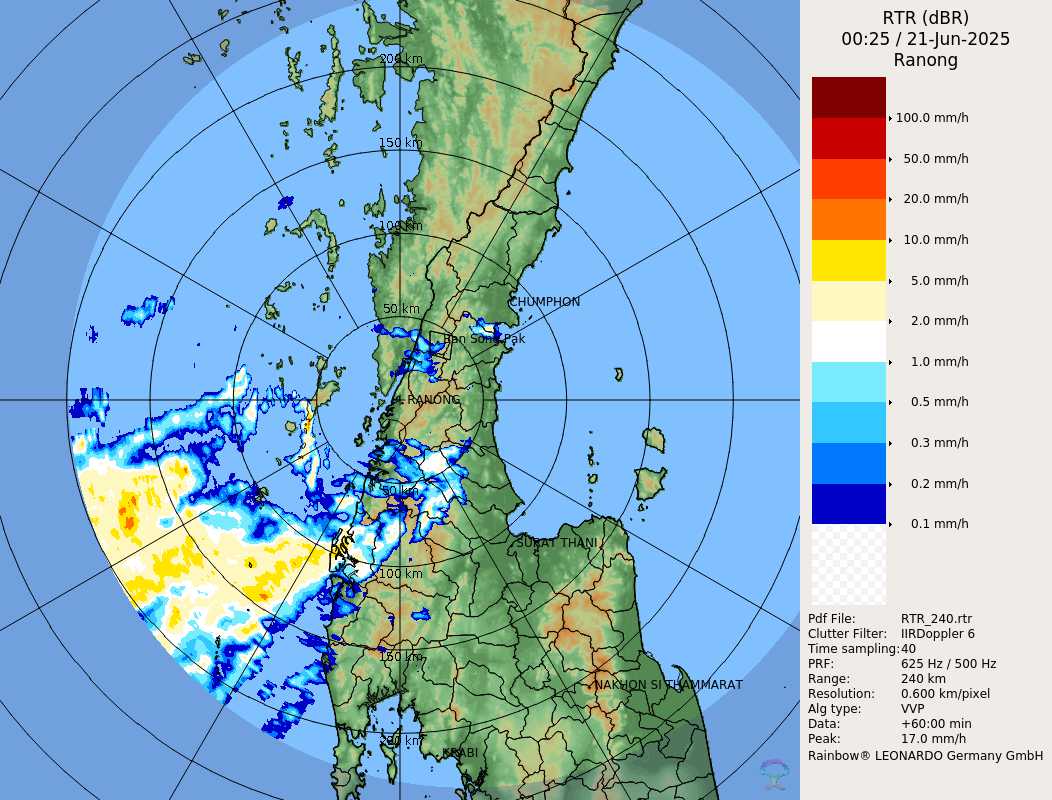 RTR (dBR)
00:25 / 21-Jun-2025
Ranong
100.0 mm/h
50.0 mm/h
20.0 mm/h
10.0 mm/h
5.0 mm/h
2.0 mm/h
1.0 mm/h
0.5 mm/h
0.3 mm/h
0.2 mm/h
0.1 mm/h
Pdf File: RTR_240.rtr
Clutter Filter: IIRDoppler 6
Time sampling:40
PRF: 625 Hz / 500 Hz
Range: 240 km
Resolution: 0.600 km/pixel
Alg type: VVP
Data: +60:00 min
Peak: 17.0 mm/h
Rainbow® LEONARDO Germany GmbH
200 km
150 km
100 km
50 km
CHUMPHON
Ban Song Pak
RANONG
50 km
SURAT THANI
100 km
150 km
NAKHON SI THAMMARAT
200 km
KRABI